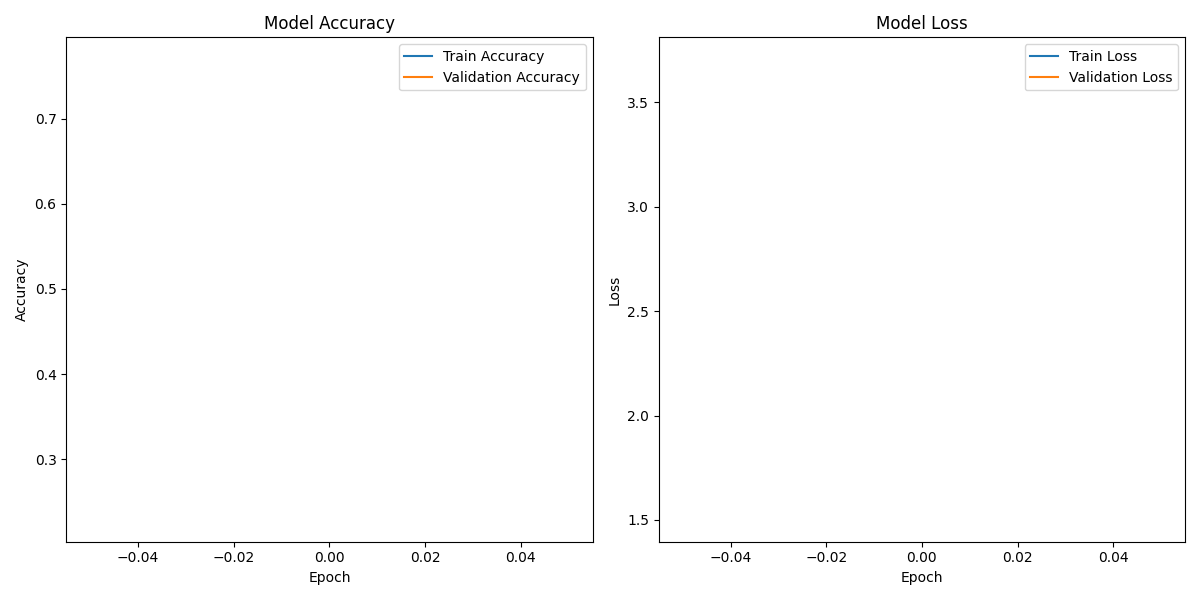 Model Accuracy
Train Accuracy
Validation Accuracy
0.7
0.6
0.5
0.4
0.3
Accuracy
−0.04 −0.02 0.00 0.02 0.04
Epoch
Model Loss
Train Loss
Validation Loss
3.5
3.0
2.5
2.0
1.5
Loss
−0.04 −0.02 0.00 0.02 0.04
Epoch